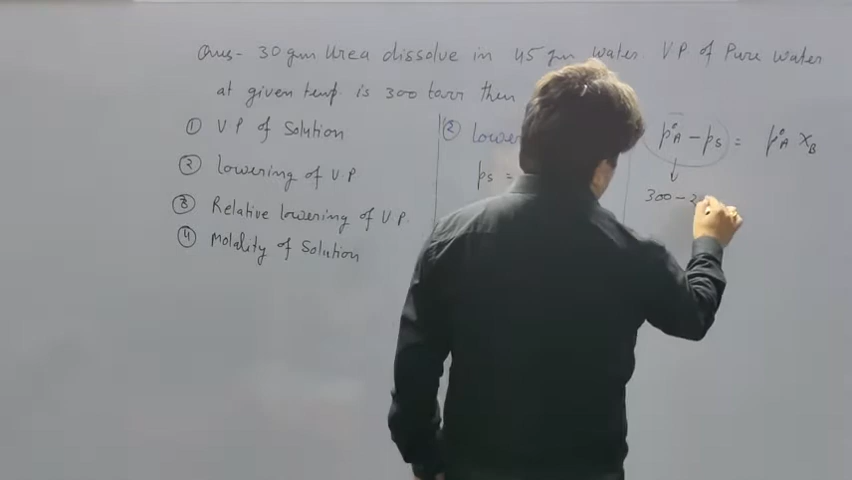 Ques- 30 gm Urea dissolve in 45 gm water. V P of Pure water
at given temp. is 300 torr then
① V P of Solution
② lowering of V.P
③ Relative lowering of V.P.
④ Molality of Solution
② lower
ps =
p°A - ps = p°A XB
300 -